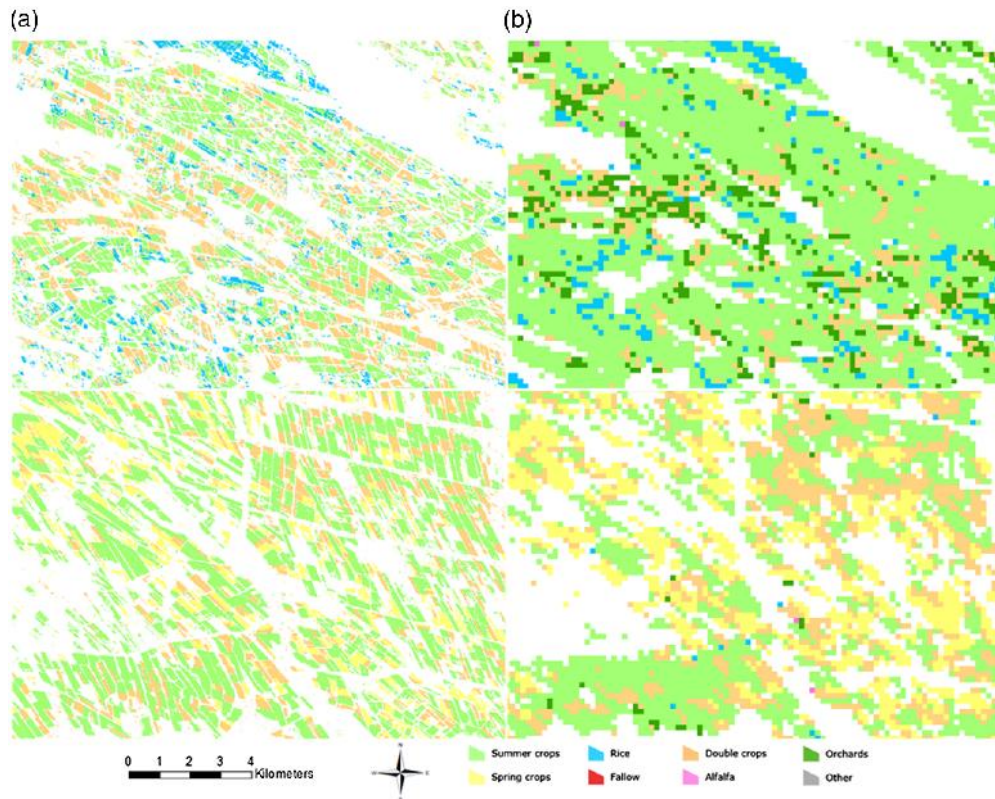 (a) (b)
0 1 2 3 4 Kilometers
N
W E
S
Summer crops Rice Double crops Orchards
Spring crops Fallow Alfalfa Other